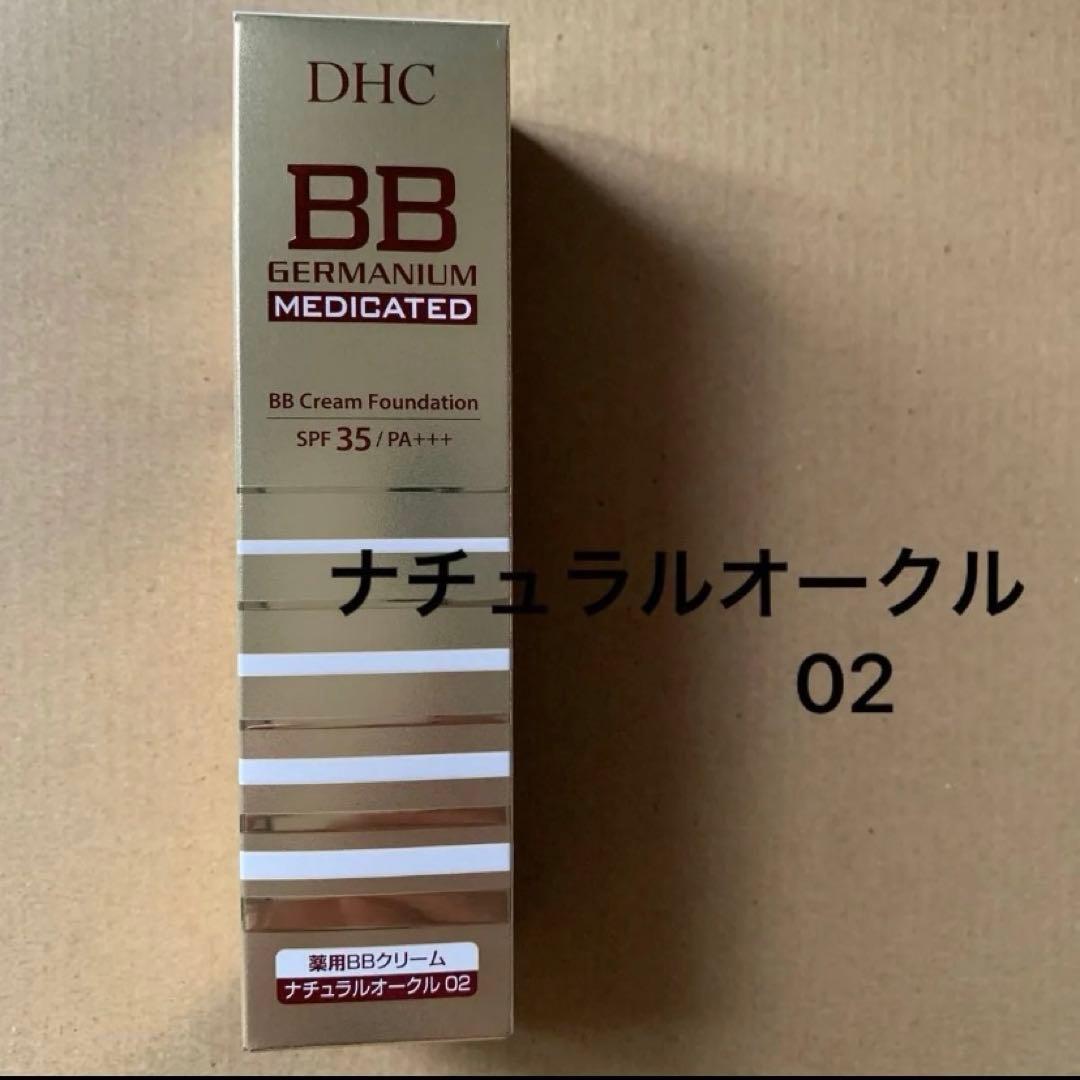 DHC
BB
GERMANIUM
MEDICATED
BB Cream Foundation
SPF 35 / PA+++
ナチュラルオークル
02
薬用BBクリーム
ナチュラルオークル 02